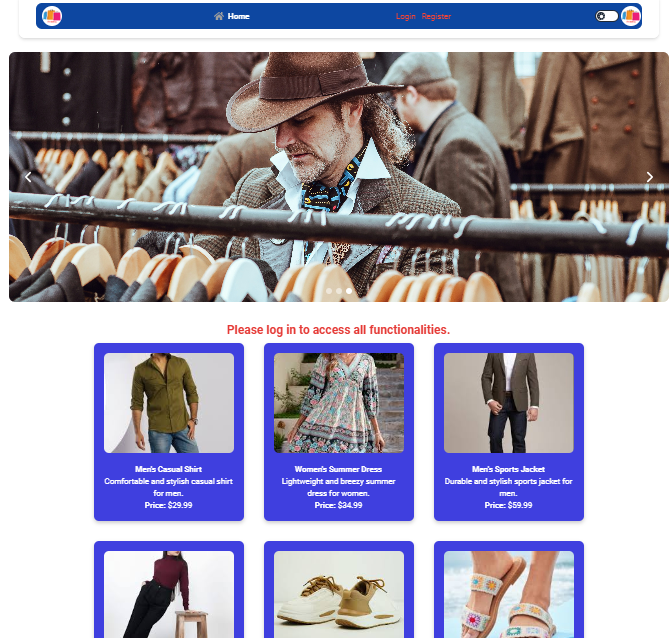 Home
Login Register
Please log in to access all functionalities.
Men's Casual Shirt
Comfortable and stylish casual shirt
for men.
Price: $29.99
Women's Summer Dress
Lightweight and breezy summer
dress for women.
Price: $34.99
Men's Sports Jacket
Durable and stylish sports jacket for
men.
Price: $59.99